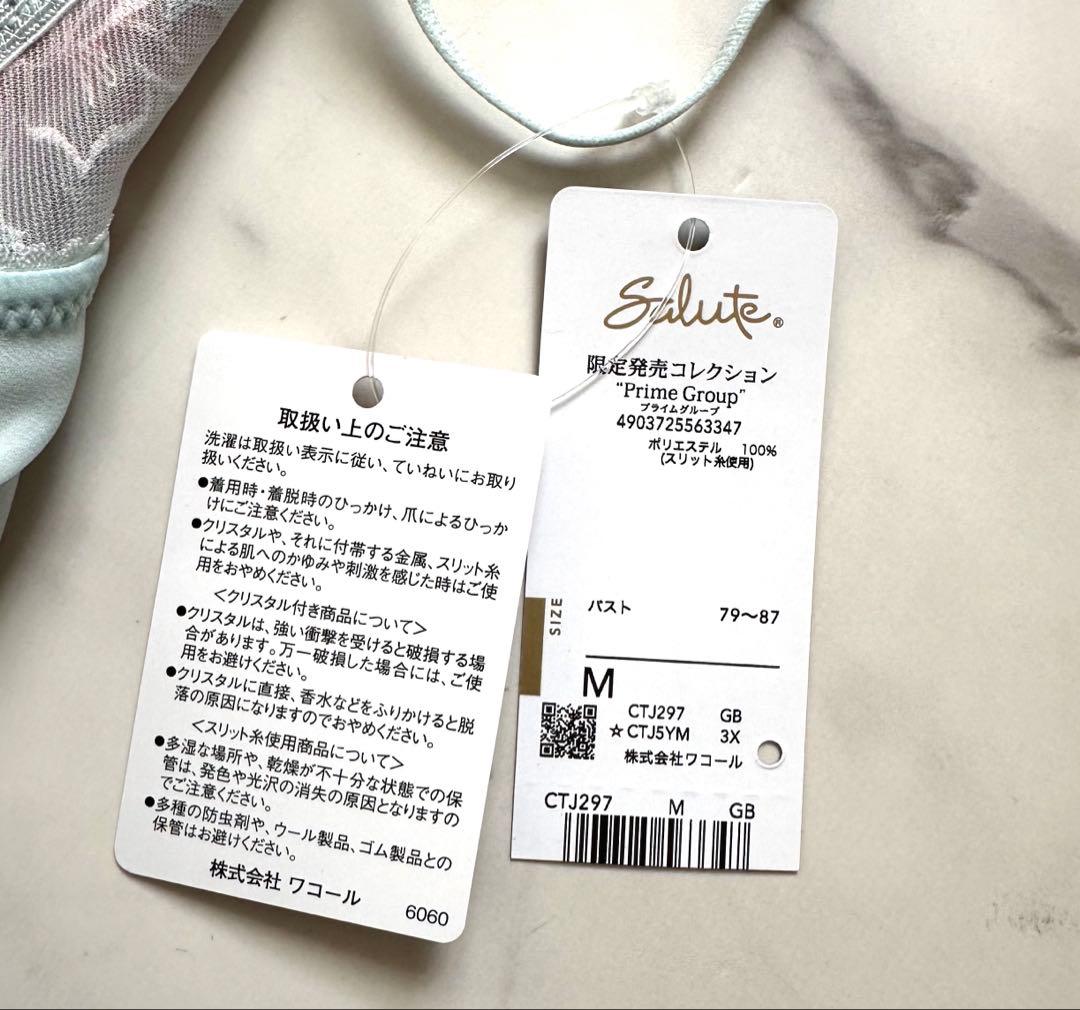 取扱い上のご注意
洗濯は取扱い表示に従い、ていねいにお取り
扱いください。
●着用時・着脱時のひっかけ、爪によるひっか
けにご注意ください。
●クリスタルや、それに付帯する金属、スリット糸
による肌へのかゆみや刺激を感じた時はご使
用をおやめください。
<クリスタル付き商品について>
●クリスタルは、強い衝撃を受けると破損する場
合があります。万一破損した場合には、ご使
用をお避けください。
●クリスタルに直接、香水などをふりかけると脱
落の原因になりますのでおやめください。
<スリット糸使用商品について>
●多湿な場所や、乾燥が不十分な状態での保
管は、発色や光沢の消失の原因となりますの
でご注意ください。
●多種の防虫剤や、ウール製品、ゴム製品との
保管はお避けください。
株式会社 ワコール
6060
Salute®
限定発売コレクション
“Prime Group”
プライムグループ
4903725563347
ポリエステル 100%
(スリット糸使用)
SIZE
バスト 79〜87
M
CTJ297 GB
☆CTJ5YM 3X
株式会社ワコール
CTJ297 M GB